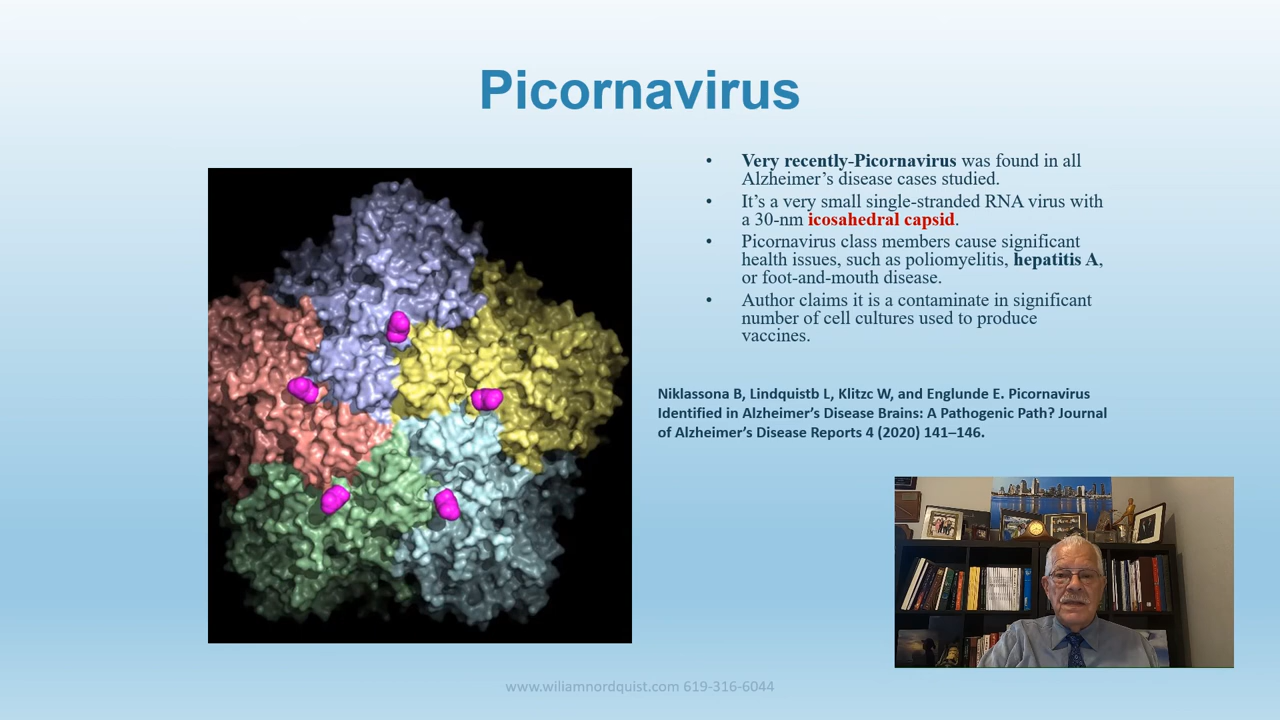 Picornavirus
• Very recently-Picornavirus was found in all
Alzheimer’s disease cases studied.
• It’s a very small single-stranded RNA virus with
a 30-nm icosahedral capsid.
• Picornavirus class members cause significant
health issues, such as poliomyelitis, hepatitis A,
or foot-and-mouth disease.
• Author claims it is a contaminate in significant
number of cell cultures used to produce
vaccines.
Niklassona B, Lindquistb L, Klitzc W, and Englunde E. Picornavirus
Identified in Alzheimer’s Disease Brains: A Pathogenic Path? Journal
of Alzheimer’s Disease Reports 4 (2020) 141–146.
www.wiliamnordquist.com 619-316-6044